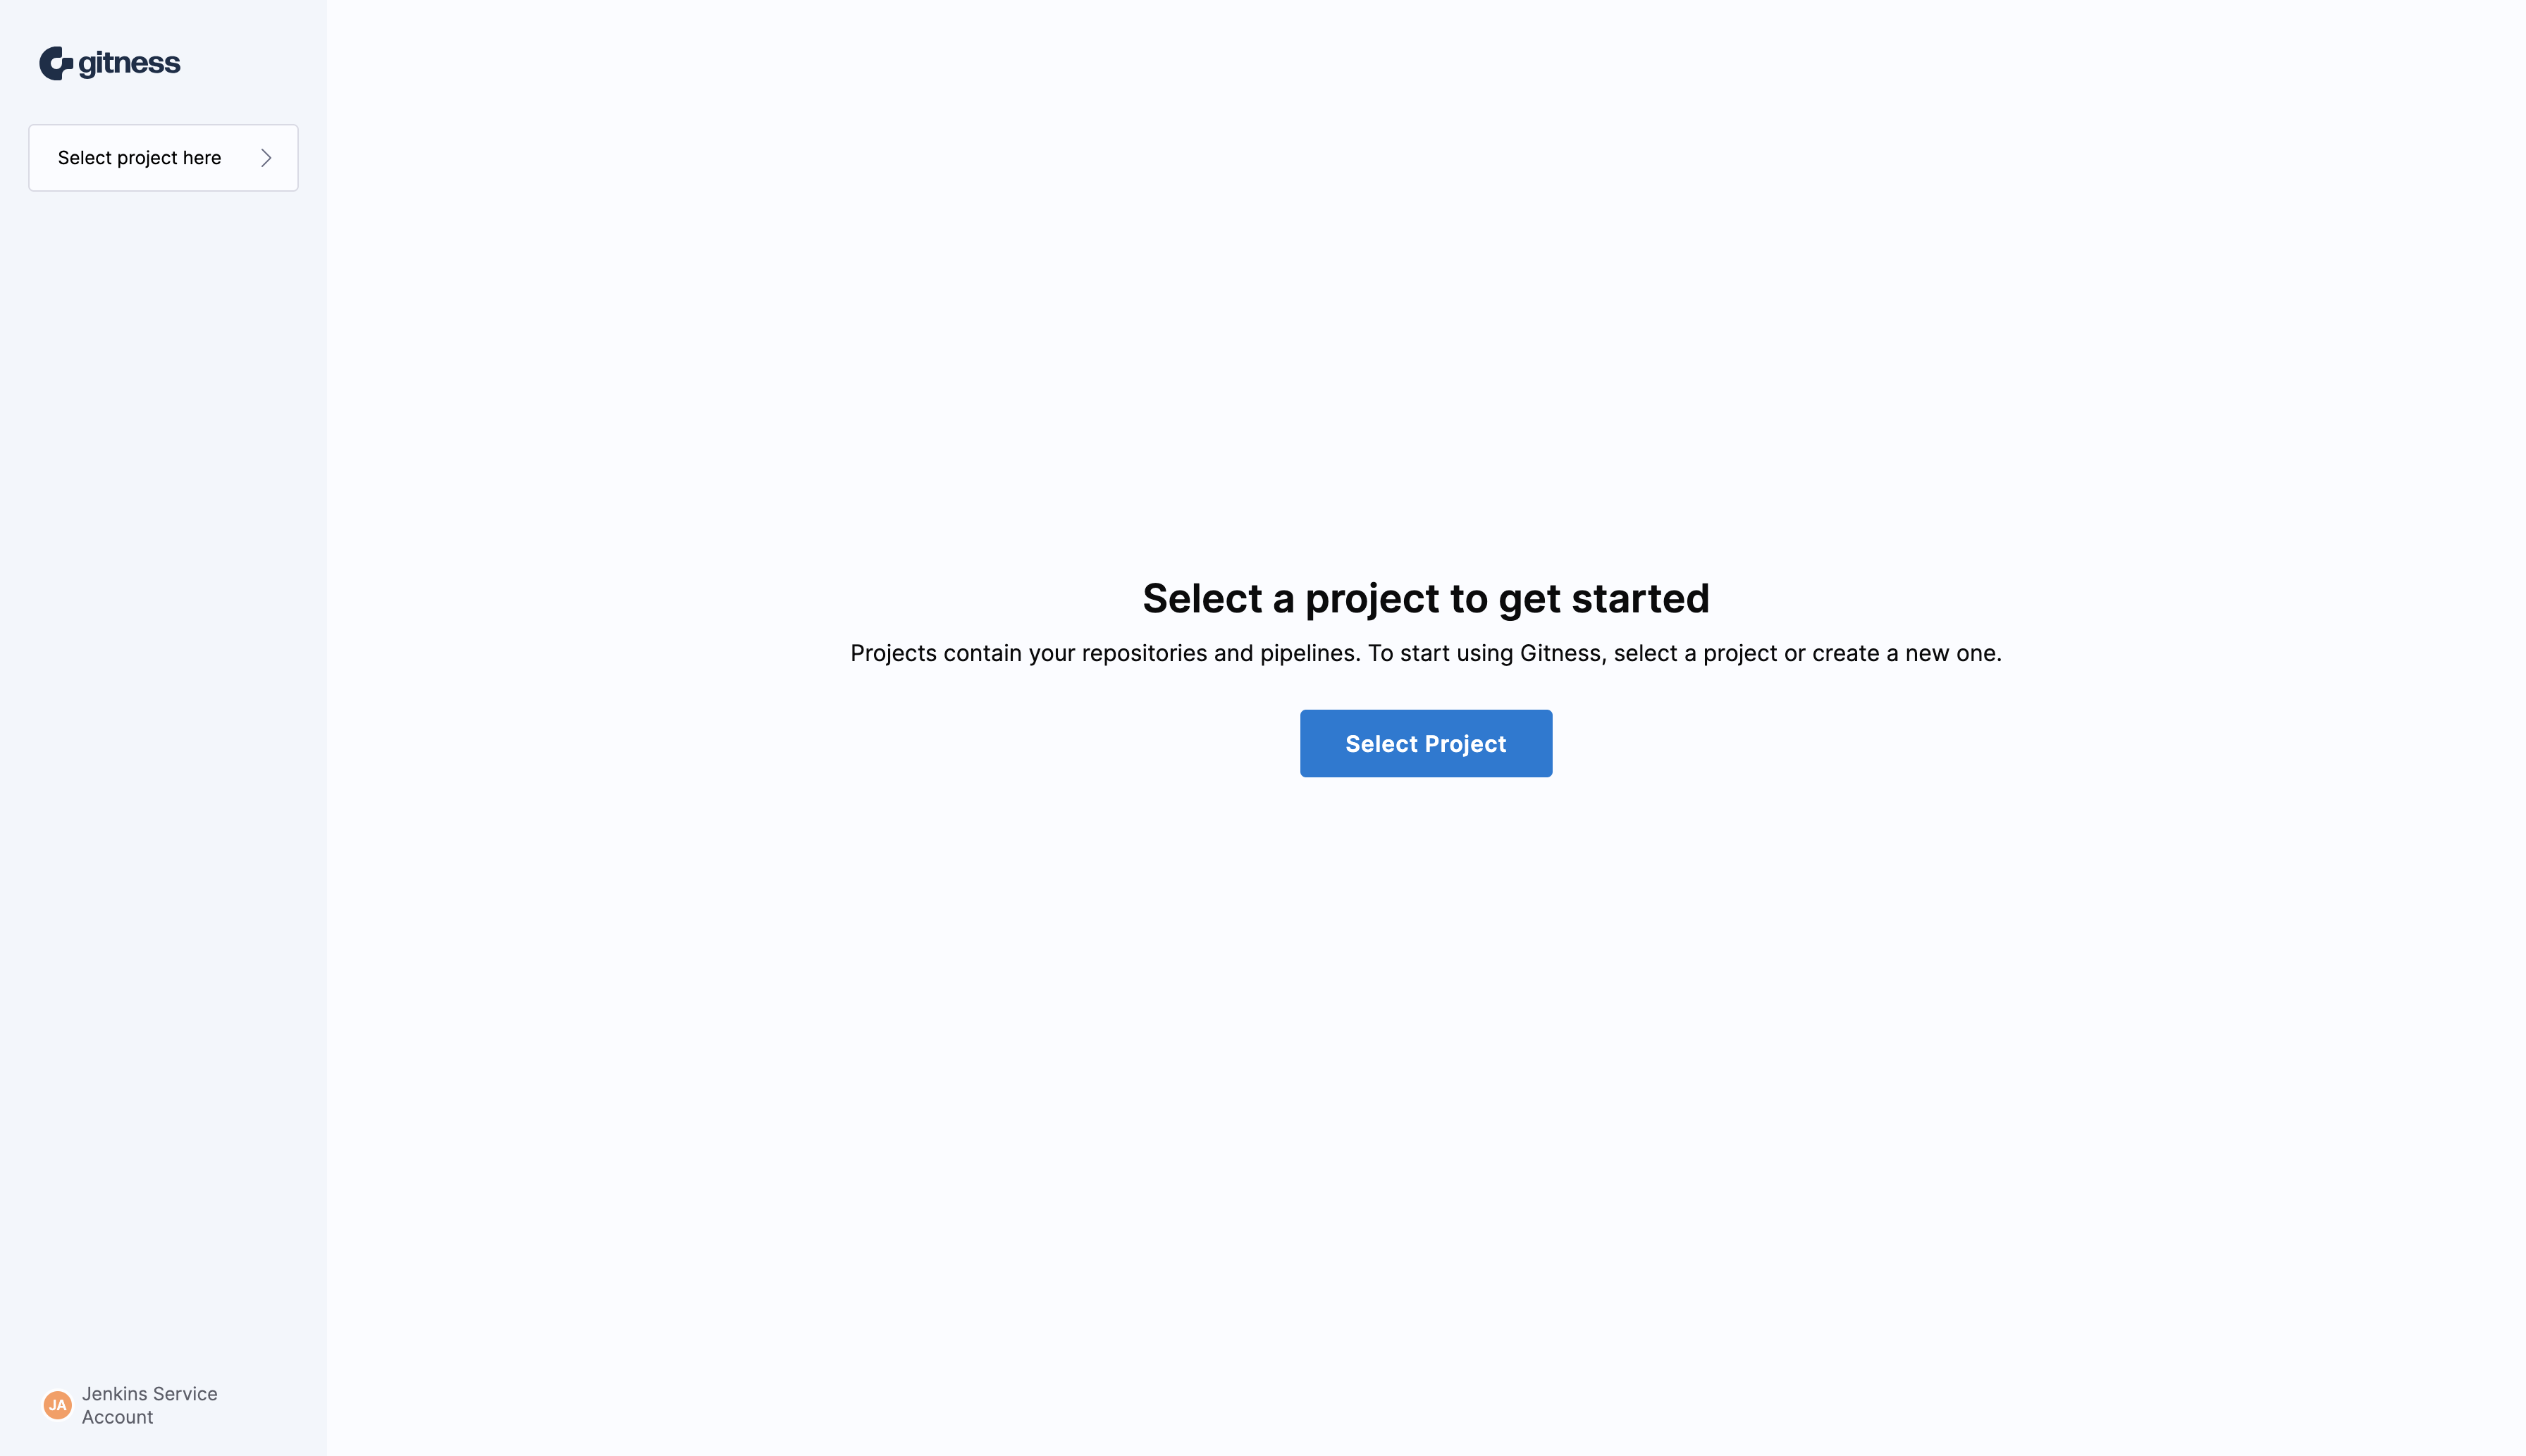 gitness
Select project here
Select a project to get started
Projects contain your repositories and pipelines. To start using Gitness, select a project or create a new one.
Select Project
JA
Jenkins Service
Account